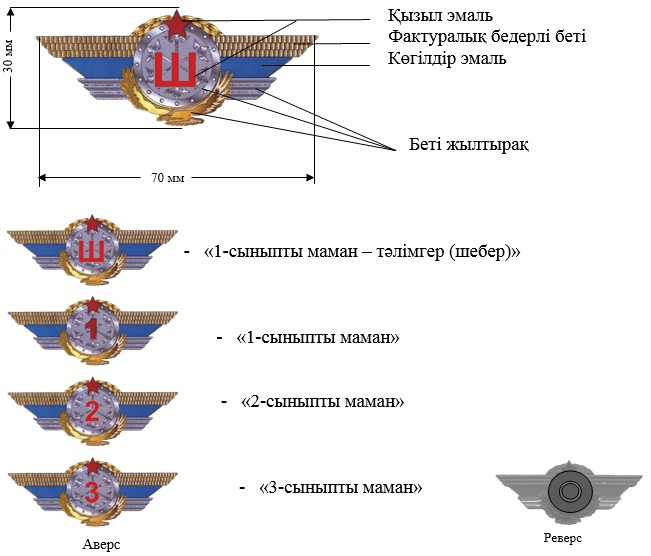 Қызыл эмаль
Фактуралық бедерлі беті
Көгілдір эмаль
30 мм
Ш
Беті жылтырақ
70 мм
Ш - «1-сыныпты маман – тәлімгер (шебер)»
1 - «1-сыныпты маман»
2 - «2-сыныпты маман»
3 - «3-сыныпты маман»
Аверс
Реверс